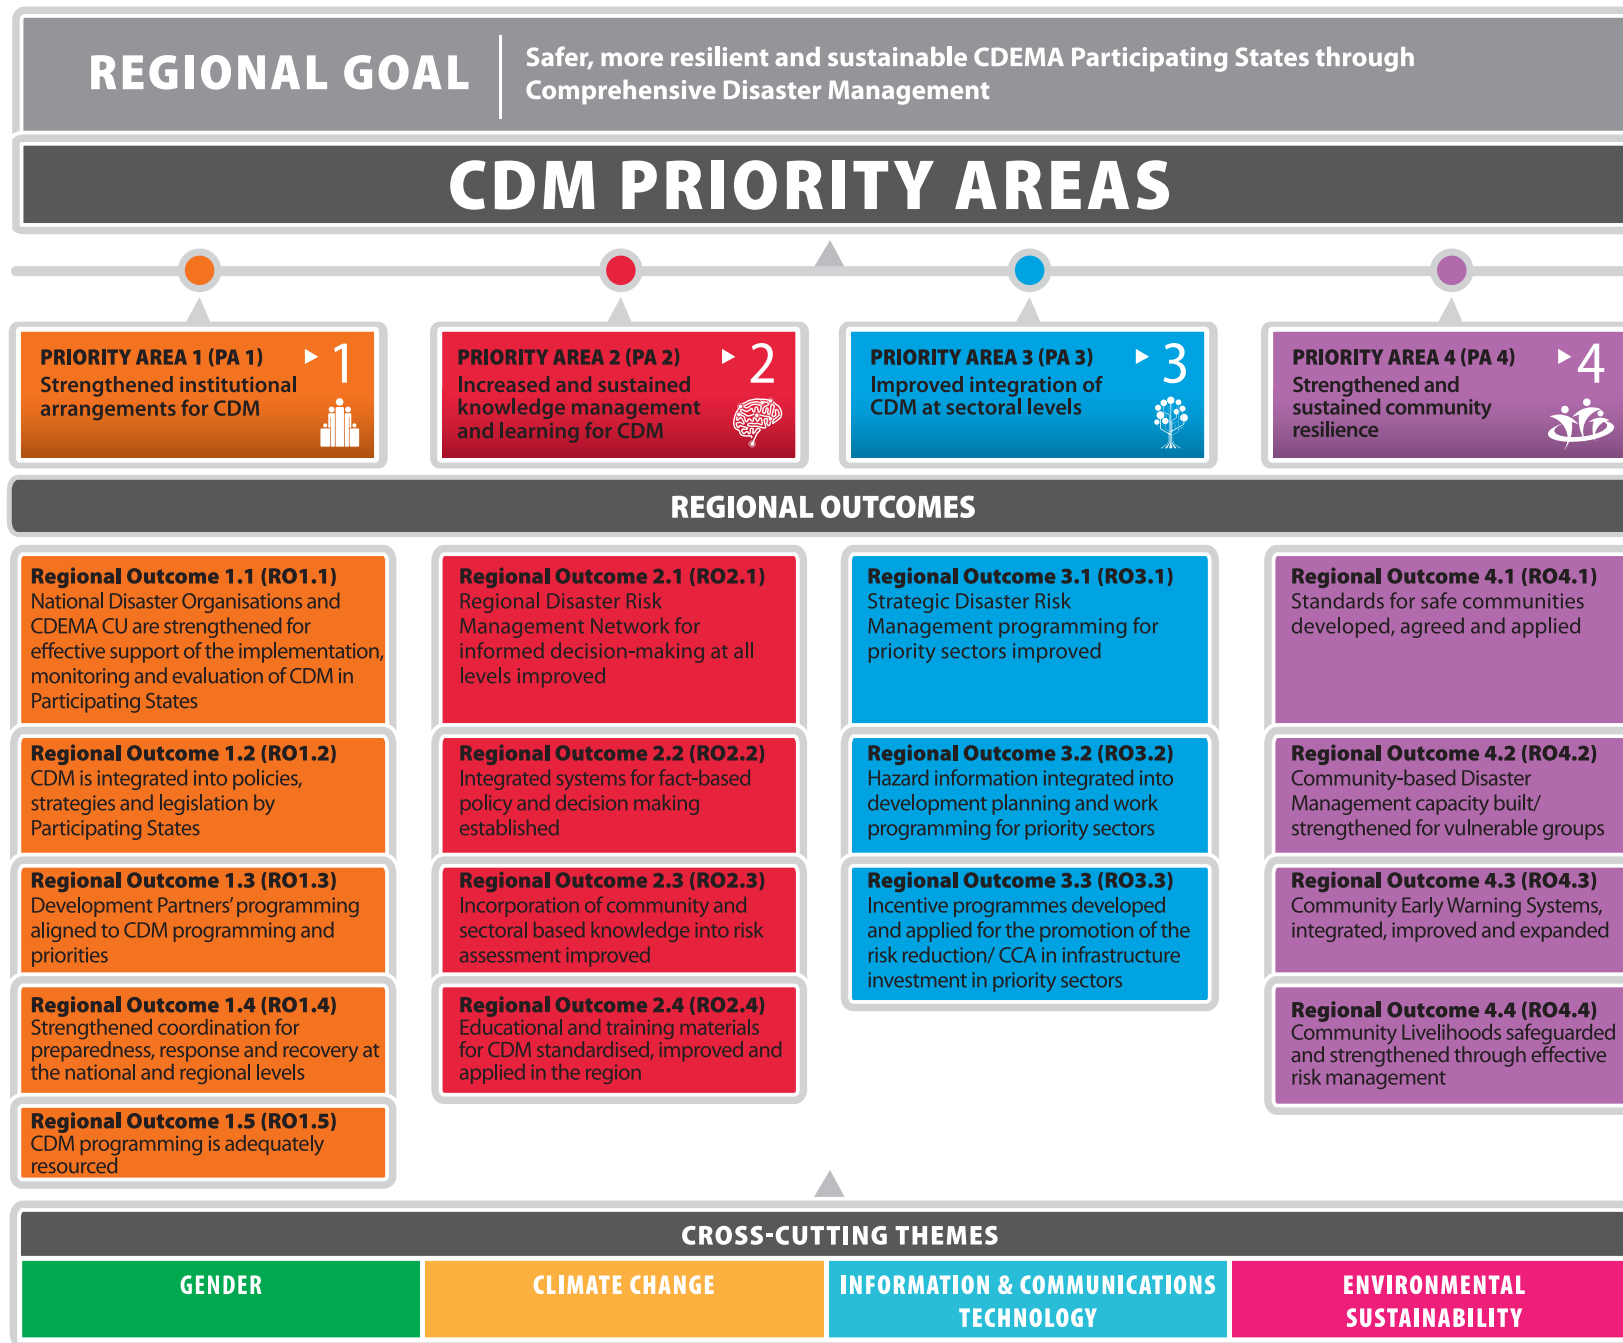 REGIONAL GOAL
Safer, more resilient and sustainable CDEMA Participating States through
Comprehensive Disaster Management
CDM PRIORITY AREAS
PRIORITY AREA 1 (PA 1)
1
Strengthened institutional
arrangements for CDM
PRIORITY AREA 2 (PA 2)
2
Increased and sustained
knowledge management
and learning for CDM
PRIORITY AREA 3 (PA 3)
3
Improved integration of
CDM at sectoral levels
PRIORITY AREA 4 (PA 4)
4
Strengthened and
sustained community
resilience
REGIONAL OUTCOMES
Regional Outcome 1.1 (RO1.1)
National Disaster Organisations and
CDEMA CU are strengthened for
effective support of the implementation,
monitoring and evaluation of CDM in
Participating States
Regional Outcome 1.2 (RO1.2)
CDM is integrated into policies,
strategies and legislation by
Participating States
Regional Outcome 1.3 (RO1.3)
Development Partners' programming
aligned to CDM programming and
priorities
Regional Outcome 1.4 (RO1.4)
Strengthened coordination for
preparedness, response and recovery at
the national and regional levels
Regional Outcome 1.5 (RO1.5)
CDM programming is adequately
resourced
Regional Outcome 2.1 (RO2.1)
Regional Disaster Risk
Management Network for
informed decision-making at all
levels improved
Regional Outcome 2.2 (RO2.2)
Integrated systems for fact-based
policy and decision making
established
Regional Outcome 2.3 (RO2.3)
Incorporation of community and
sectoral based knowledge into risk
assessment improved
Regional Outcome 2.4 (RO2.4)
Educational and training materials
for CDM standardised, improved and
applied in the region
Regional Outcome 3.1 (RO3.1)
Strategic Disaster Risk
Management programming for
priority sectors improved
Regional Outcome 3.2 (RO3.2)
Hazard information integrated into
development planning and work
programming for priority sectors
Regional Outcome 3.3 (RO3.3)
Incentive programmes developed
and applied for the promotion of the
risk reduction/ CCA in infrastructure
investment in priority sectors
Regional Outcome 4.1 (RO4.1)
Standards for safe communities
developed, agreed and applied
Regional Outcome 4.2 (RO4.2)
Community-based Disaster
Management capacity built/
strengthened for vulnerable groups
Regional Outcome 4.3 (RO4.3)
Community Early Warning Systems,
integrated, improved and expanded
Regional Outcome 4.4 (RO4.4)
Community Livelihoods safeguarded
and strengthened through effective
risk management
CROSS-CUTTING THEMES
GENDER
CLIMATE CHANGE
INFORMATION & COMMUNICATIONS
TECHNOLOGY
ENVIRONMENTAL
SUSTAINABILITY